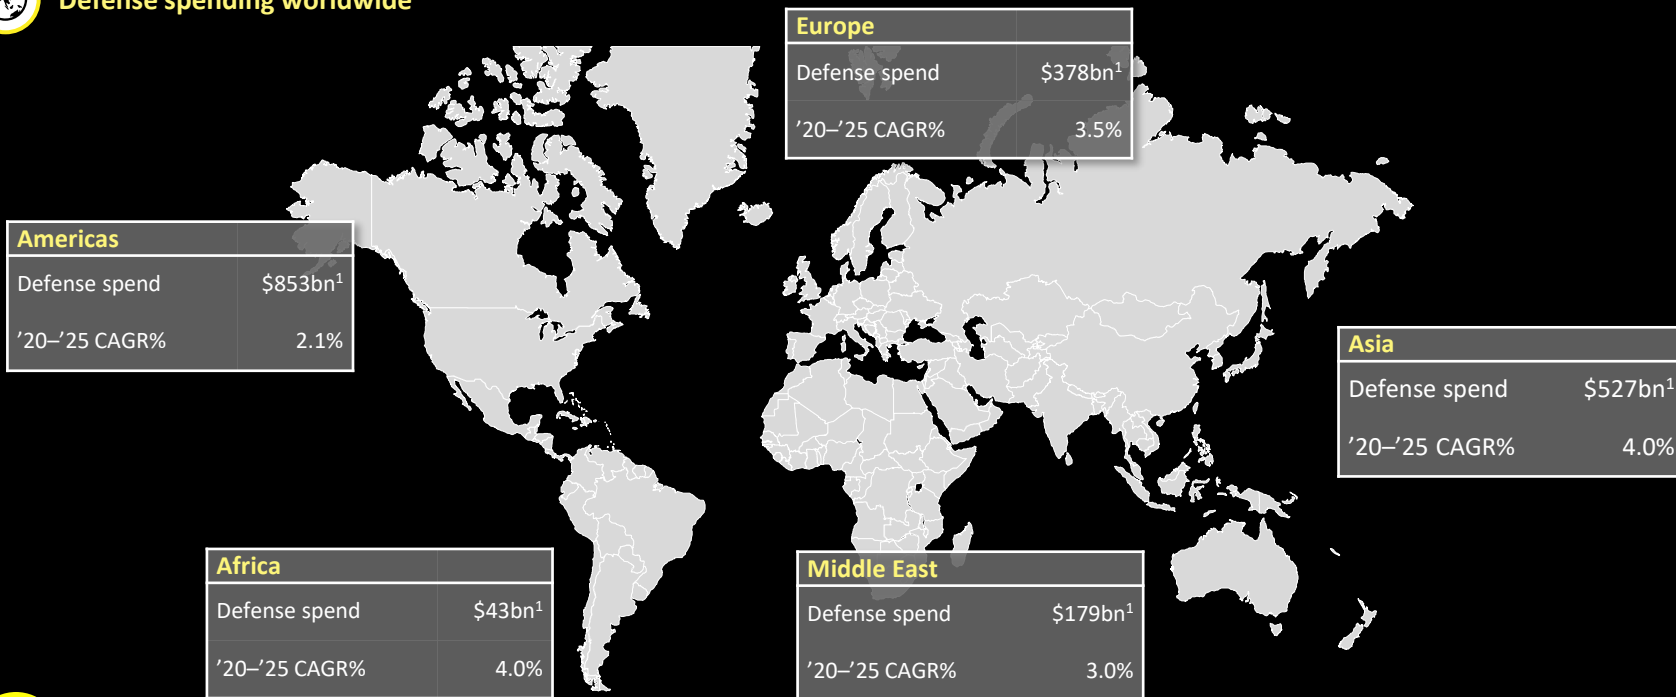 Defense spending worldwide
Europe
Defense spend $378bn¹
’20–’25 CAGR% 3.5%
Americas
Defense spend $853bn¹
’20–’25 CAGR% 2.1%
Asia
Defense spend $527bn¹
’20–’25 CAGR% 4.0%
Africa
Defense spend $43bn¹
’20–’25 CAGR% 4.0%
Middle East
Defense spend $179bn¹
’20–’25 CAGR% 3.0%